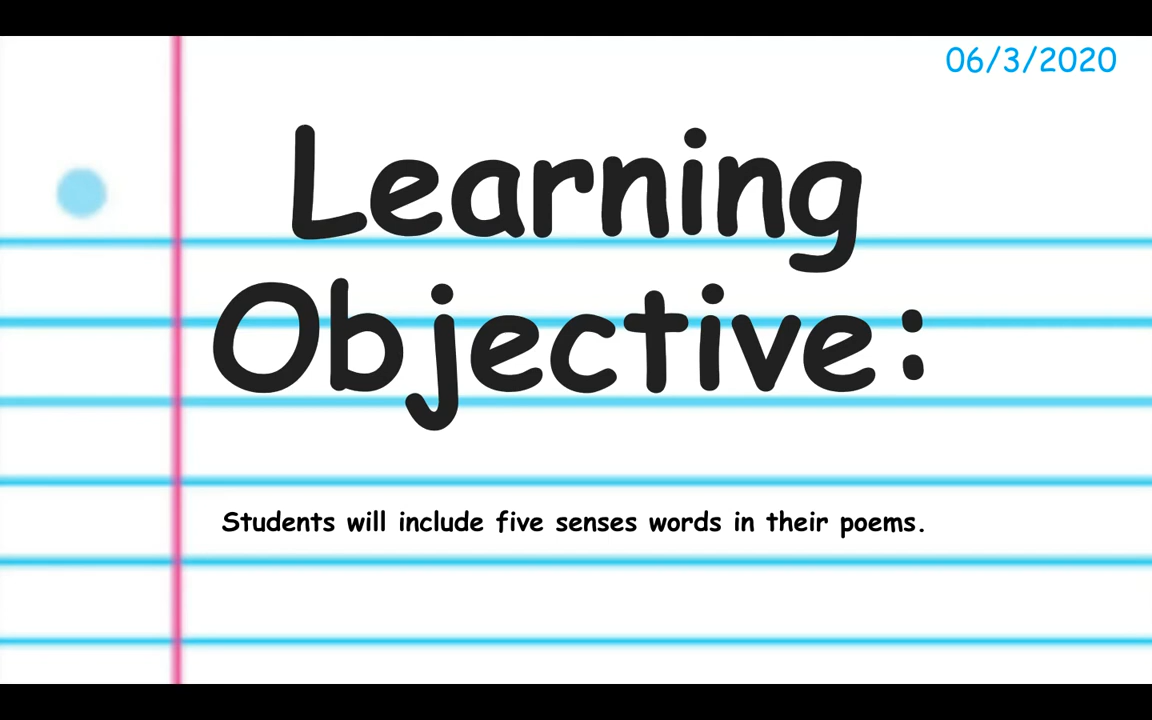 06/3/2020
Learning
Objective:
Students will include five senses words in their poems.